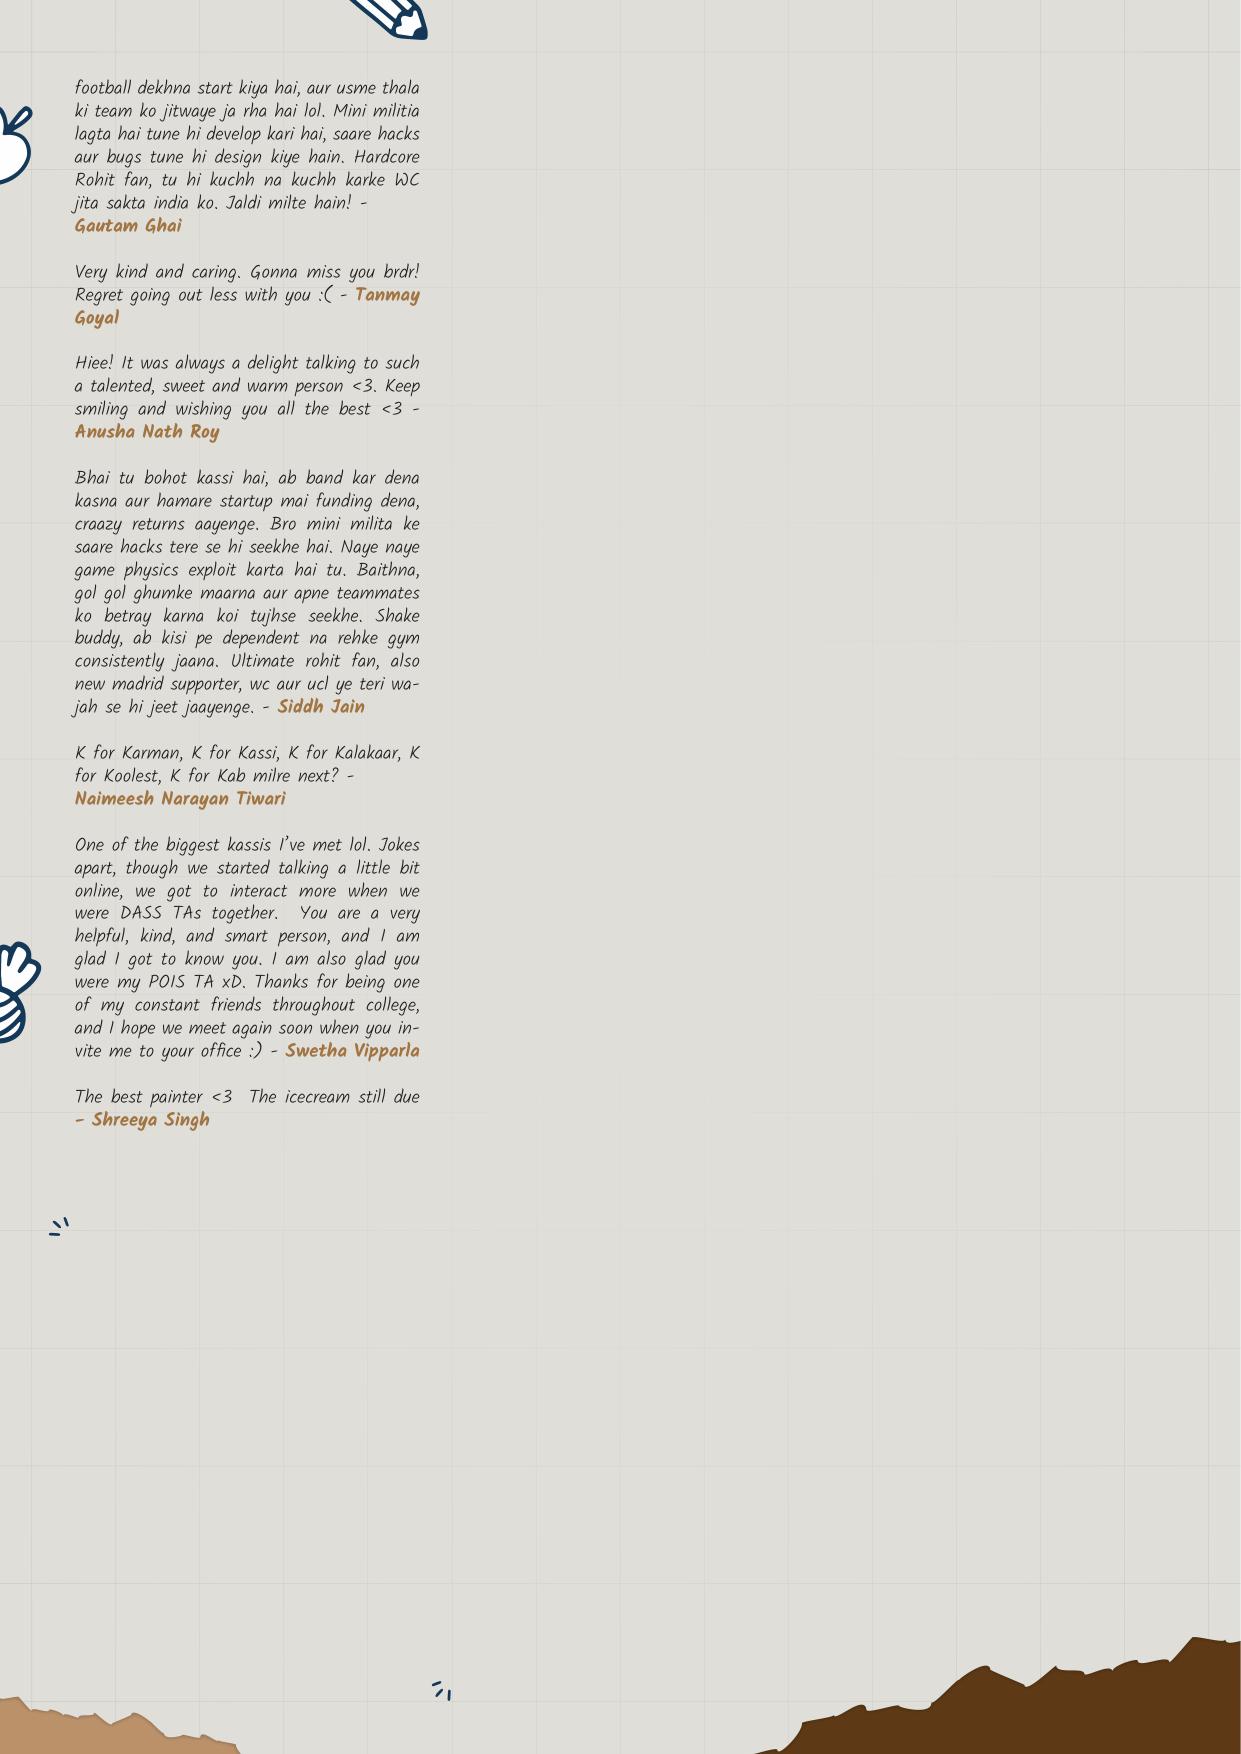 football dekhna start kiya hai, aur usme thala
ki team ko jitwaye ja rha hai lol. Mini militia
lagta hai tune hi develop kari hai, saare hacks
aur bugs tune hi design kiye hain. Hardcore
Rohit fan, tu hi kuchh na kuchh karke WC
jita sakta india ko. Jaldi milte hain! -
Gautam Ghai
Very kind and caring. Gonna miss you brdr!
Regret going out less with you :( - Tanmay
Goyal
Hiee! It was always a delight talking to such
a talented, sweet and warm person <3. Keep
smiling and wishing you all the best <3 -
Anusha Nath Roy
Bhai tu bohot kassi hai, ab band kar dena
kasna aur hamare startup mai funding dena,
craazy returns aayenge. Bro mini milita ke
saare hacks tere se hi seekhe hai. Naye naye
game physics exploit karta hai tu. Baithna,
gol gol ghumke maarna aur apne teammates
ko betray karna koi tujhse seekhe. Shake
buddy, ab kisi pe dependent na rehke gym
consistently jaana. Ultimate rohit fan, also
new madrid supporter, wc aur ucl ye teri wa-
jah se hi jeet jaayenge. - Siddh Jain
K for Karman, K for Kassi, K for Kalakaar, K
for Koolest, K for Kab milre next? -
Naimeesh Narayan Tiwari
One of the biggest kassis I've met lol. Jokes
apart, though we started talking a little bit
online, we got to interact more when we
were DASS TAs together. You are a very
helpful, kind, and smart person, and I am
glad I got to know you. I am also glad you
were my POIS TA xD. Thanks for being one
of my constant friends throughout college,
and I hope we meet again soon when you in-
vite me to your office :) - Swetha Vipparla
The best painter <3 The icecream still due
– Shreeya Singh